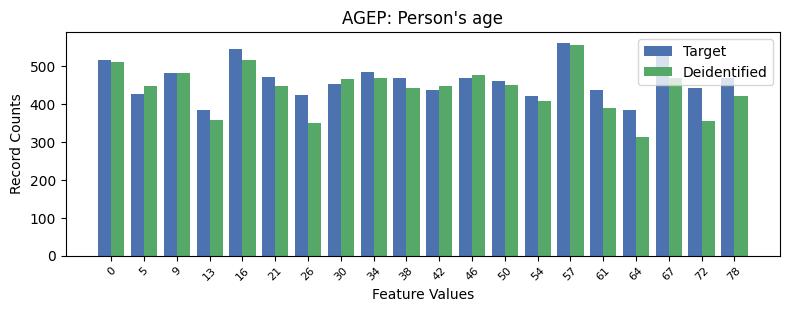 AGEP: Person's age
Record Counts
500
400
300
200
100
0
Target
Deidentified
0 5 9 13 16 21 26 30 34 38 42 46 50 54 57 61 64 67 72 78
Feature Values